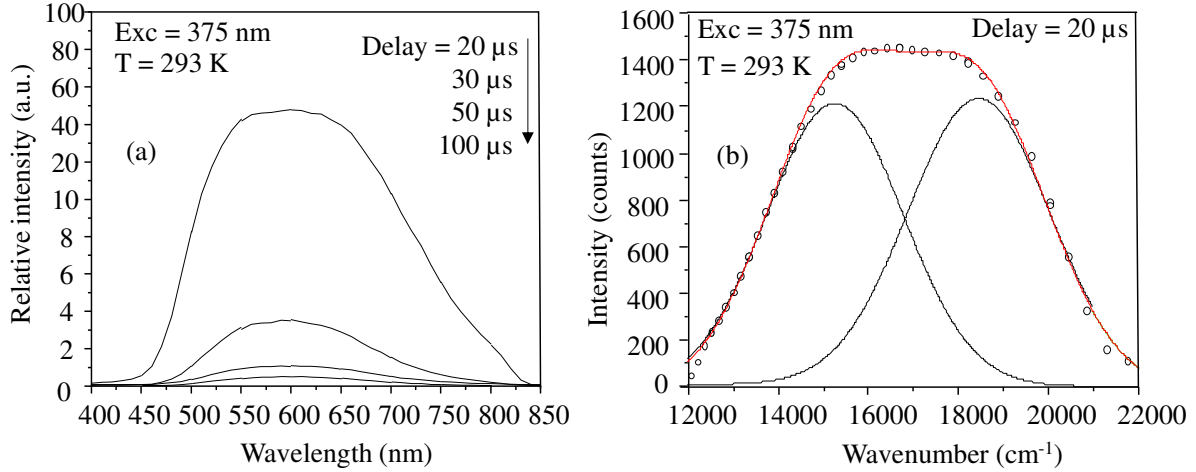 Exc = 375 nm
T = 293 K
Delay = 20 µs
30 µs
50 µs
100 µs
(a)
Relative intensity (a.u.)
100
80
60
40
20
10
8
6
4
2
0
400 450 500 550 600 650 700 750 800 850
Wavelength (nm)
Exc = 375 nm
T = 293 K
Delay = 20 µs
(b)
Intensity (counts)
1600
1400
1200
1000
800
600
400
200
0
12000 14000 16000 18000 20000 22000
Wavenumber (cm⁻¹)